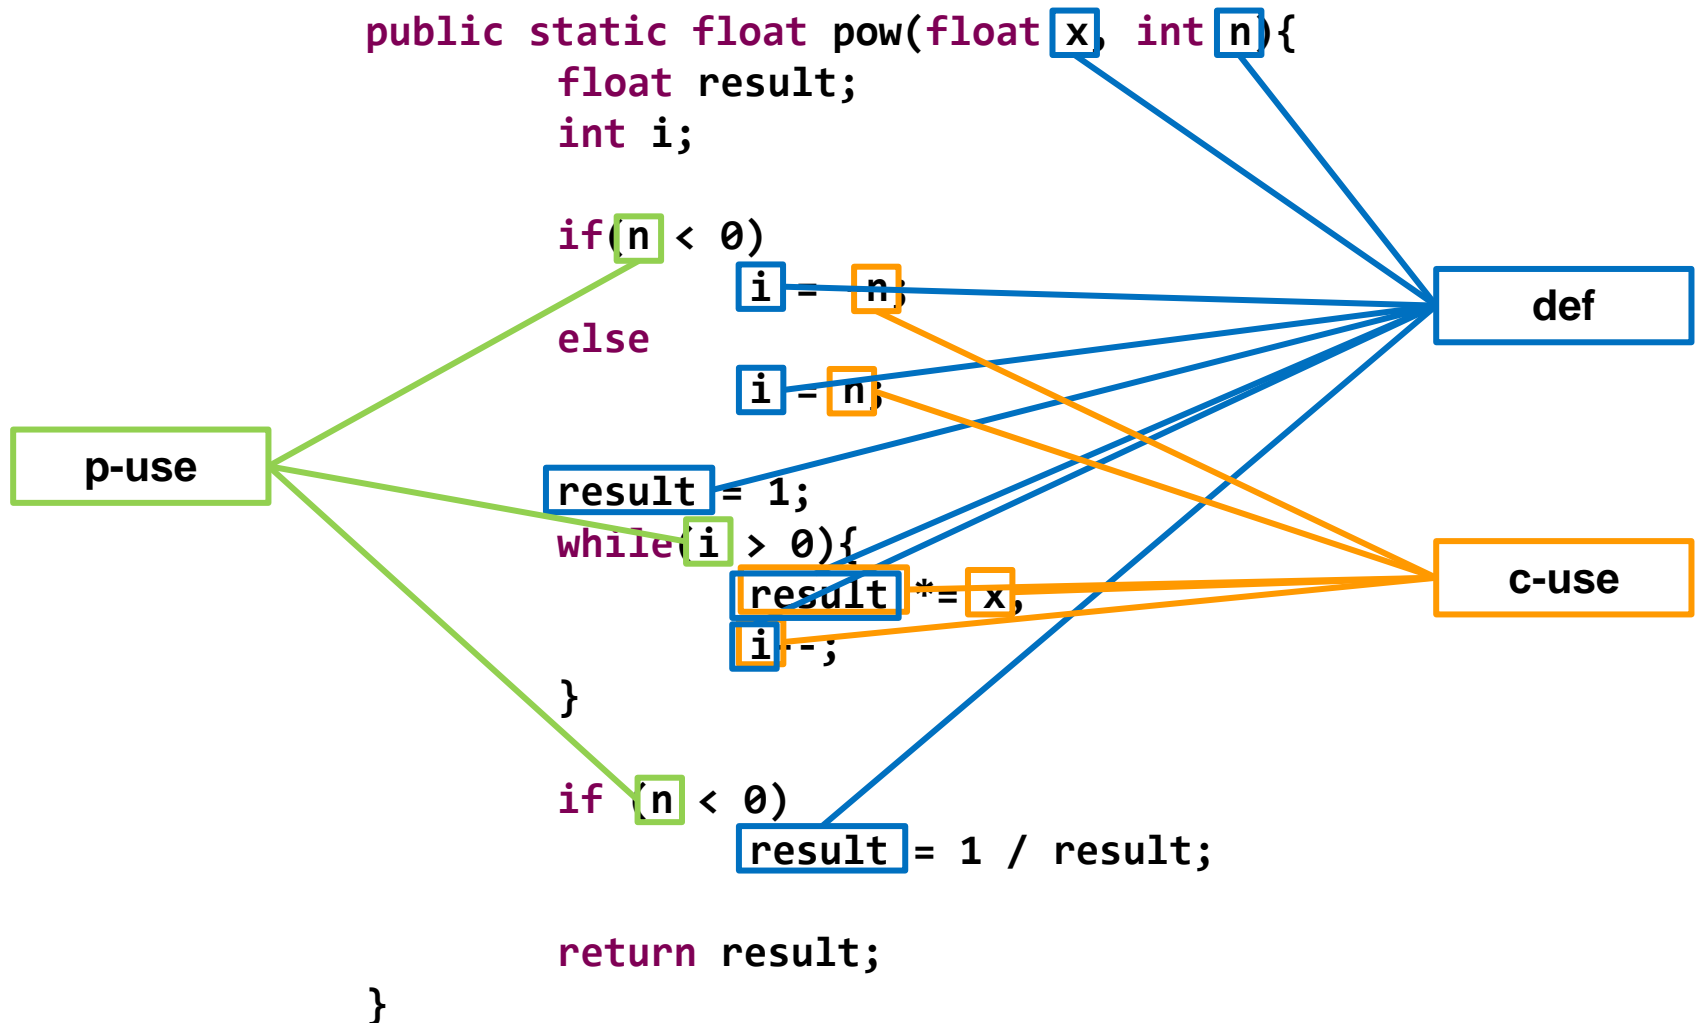 public static float pow(float x, int n){
float result;
int i;
if(n < 0)
i = -n;
else
i = n;
result = 1;
while(i > 0){
result *= x;
i--;
}
if (n < 0)
result = 1 / result;
return result;
}
def
p-use
c-use